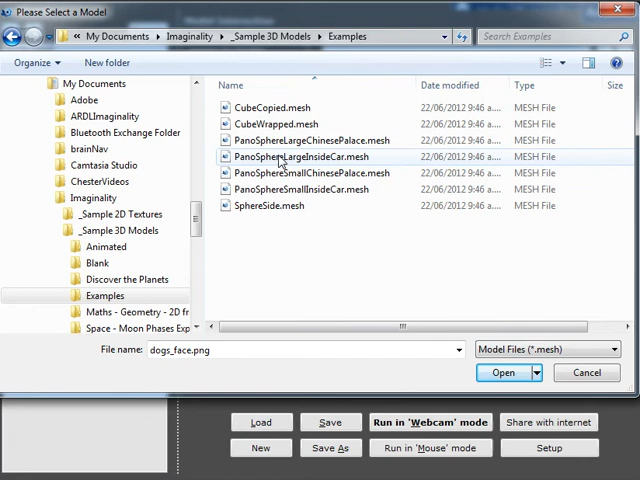 Please Select a Model
My Documents
Imaginality
_Sample 3D Models
Examples
Search Examples
Organize
New folder
My Documents
Adobe
ARDLImaginality
Bluetooth Exchange Folder
brainNav
Camtasia Studio
ChesterVideos
Imaginality
_Sample 2D Textures
_Sample 3D Models
Animated
Blank
Discover the Planets
Examples
Maths - Geometry - 2D fr
Space - Moon Phases Exp
Name
Date modified
Type
Size
CubeCopied.mesh 22/06/2012 9:46 a.... MESH File
CubeWrapped.mesh 22/06/2012 9:46 a.... MESH File
PanoSphereLargeChinesePalace.mesh 22/06/2012 9:46 a.... MESH File
PanoSphereLargeInsideCar.mesh 22/06/2012 9:46 a.... MESH File
PanoSphereSmallChinesePalace.mesh 22/06/2012 9:46 a.... MESH File
PanoSphereSmallInsideCar.mesh 22/06/2012 9:46 a.... MESH File
SphereSide.mesh 22/06/2012 9:46 a.... MESH File
File name:
dogs_face.png
Model Files (*.mesh)
Open
Cancel
Load
Save
Run in 'Webcam' mode
Share with internet
New
Save As
Run in 'Mouse' mode
Setup